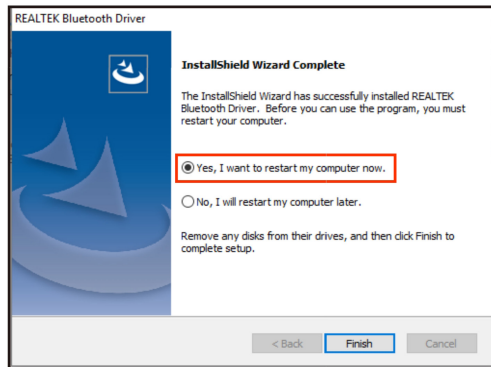 REALTEK Bluetooth Driver
InstallShield Wizard Complete
The InstallShield Wizard has successfully installed REALTEK
Bluetooth Driver. Before you can use the program, you must
restart your computer.
Yes, I want to restart my computer now.
No, I will restart my computer later.
Remove any disks from their drives, and then click Finish to
complete setup.
< Back
Finish
Cancel